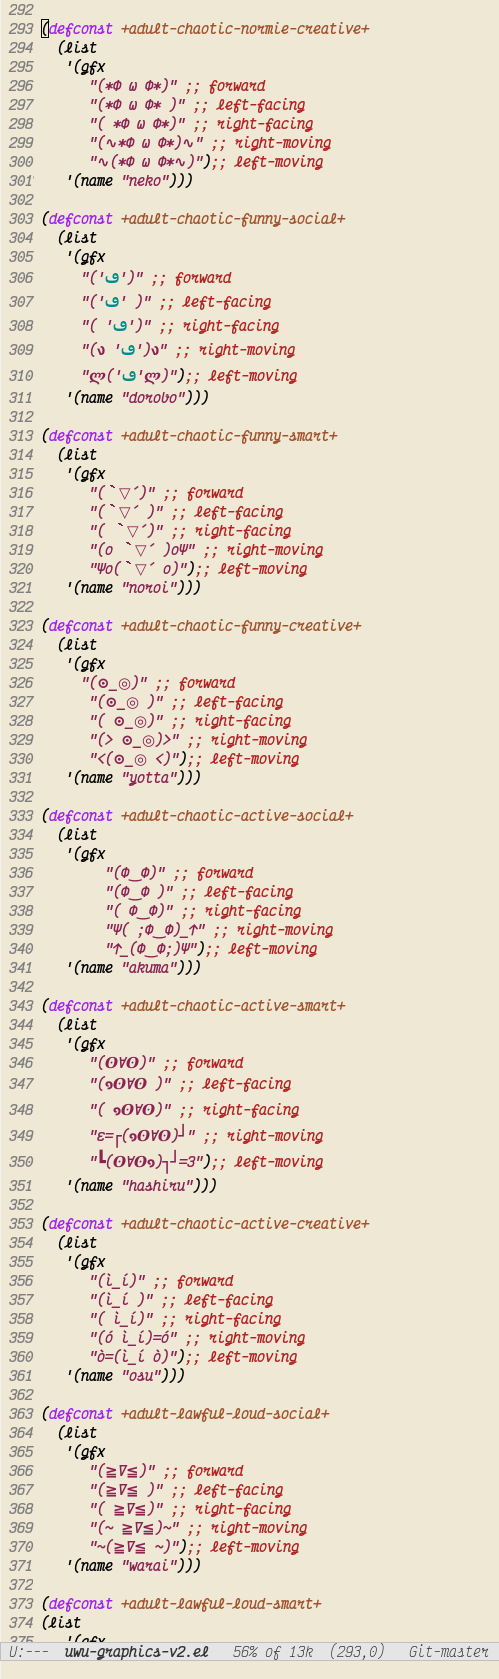 292
293 (defconst +adult-chaotic-normie-creative+
294   (list
295    '(gfx
296       "(*Φ ω Φ*)" ;; forward
297       "(*Φ ω Φ* )" ;; left-facing
298       "( *Φ ω Φ*)" ;; right-facing
299       "(∿*Φ ω Φ*)∿" ;; right-moving
300       "∿(*Φ ω Φ*∿)");; left-moving
301    '(name "neko")))
302
303 (defconst +adult-chaotic-funny-social+
304   (list
305    '(gfx
306      "('ڡ')" ;; forward
307      "('ڡ' )" ;; left-facing
308      "( 'ڡ')" ;; right-facing
309      "(ง 'ڡ')ง" ;; right-moving
310      "ლ('ڡ'ლ)");; left-moving
311    '(name "dorobo")))
312
313 (defconst +adult-chaotic-funny-smart+
314   (list
315    '(gfx
316       "(`▽´)" ;; forward
317       "(`▽´ )" ;; left-facing
318       "( `▽´)" ;; right-facing
319       "(o `▽´ )oΨ" ;; right-moving
320       "Ψo(`▽´ o)");; left-moving
321    '(name "noroi")))
322
323 (defconst +adult-chaotic-funny-creative+
324   (list
325    '(gfx
326      "(⊙_◎)" ;; forward
327       "(⊙_◎ )" ;; left-facing
328       "( ⊙_◎)" ;; right-facing
329       "(> ⊙_◎)>" ;; right-moving
330       "<(⊙_◎ <)");; left-moving
331    '(name "yotta")))
332
333 (defconst +adult-chaotic-active-social+
334   (list
335    '(gfx
336         "(Φ‿Φ)" ;; forward
337         "(Φ‿Φ )" ;; left-facing
338         "( Φ‿Φ)" ;; right-facing
339         "Ψ( ;Φ‿Φ)_↑" ;; right-moving
340         "↑_(Φ‿Φ;)Ψ");; left-moving
341    '(name "akuma")))
342
343 (defconst +adult-chaotic-active-smart+
344   (list
345    '(gfx
346       "(ʘ∀ʘ)" ;; forward
347       "(ຈʘ∀ʘ )" ;; left-facing
348       "( ຈʘ∀ʘ)" ;; right-facing
349       "ε=┌(ຈʘ∀ʘ)┘" ;; right-moving
350       "┗(ʘ∀ʘຈ)┐┘=3");; left-moving
351    '(name "hashiru")))
352
353 (defconst +adult-chaotic-active-creative+
354   (list
355    '(gfx
356       "(ì_í)" ;; forward
357       "(ì_í )" ;; left-facing
358       "( ì_í)" ;; right-facing
359       "(ó ì_í)=ó" ;; right-moving
360       "ò=(ì_í ò)");; left-moving
361    '(name "osu")))
362
363 (defconst +adult-lawful-loud-social+
364   (list
365    '(gfx
366       "(≧∇≦)" ;; forward
367       "(≧∇≦ )" ;; left-facing
368       "( ≧∇≦)" ;; right-facing
369       "(~ ≧∇≦)~" ;; right-moving
370       "~(≧∇≦ ~)");; left-moving
371    '(name "warai")))
372
373 (defconst +adult-lawful-loud-smart+
374 (list
375    '(gfx
U:---  uwu-graphics-v2.el   56% of 13k  (293,0)   Git-master